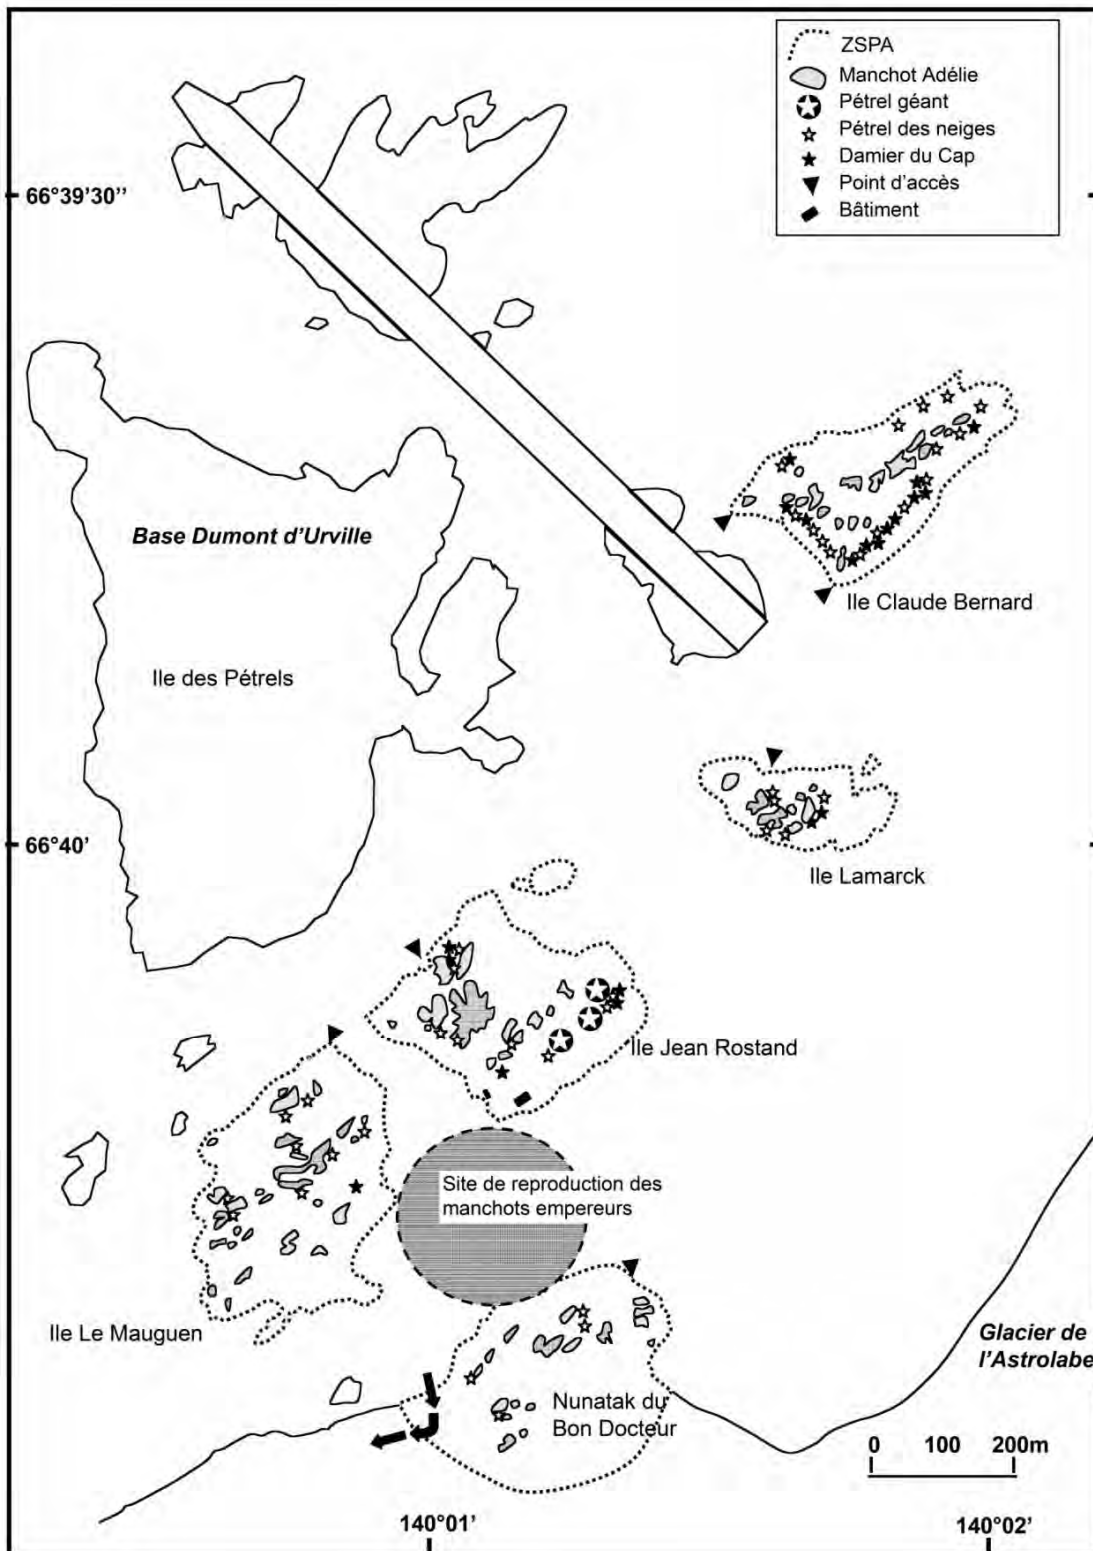 ZSPA
Manchot Adélie
Pétrel géant
Pétrel des neiges
Damier du Cap
Point d'accès
Bâtiment
66°39'30''
Base Dumont d'Urville
Ile Claude Bernard
Ile des Pétrels
66°40'
Ile Lamarck
Ile Jean Rostand
Site de reproduction des
manchots empereurs
Ile Le Mauguen
Glacier de
l'Astrolabe
Nunatak du
Bon Docteur
0 100 200m
140°01' 140°02'